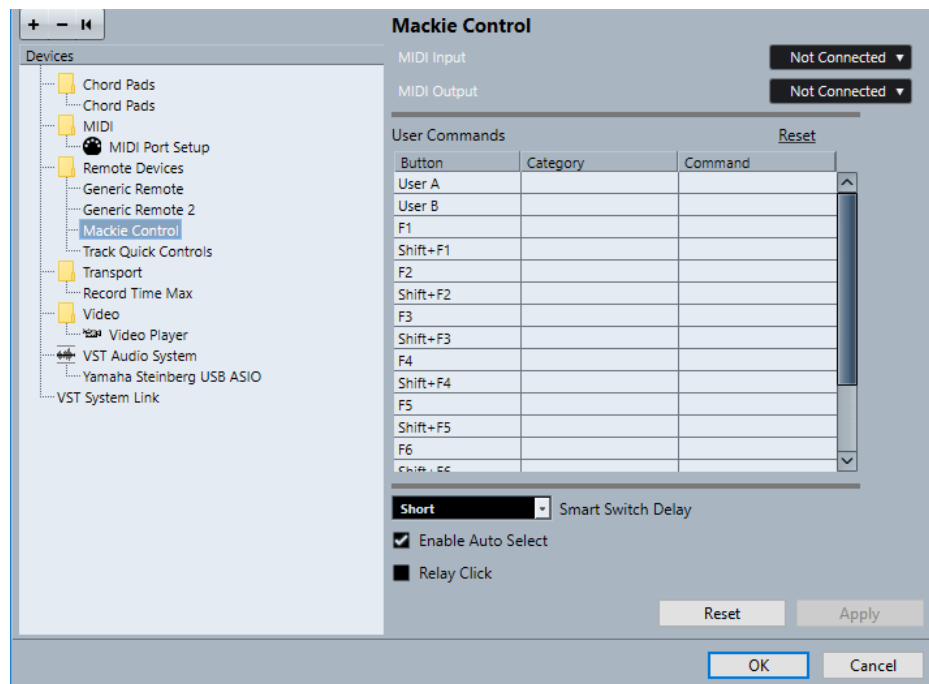 Mackie Control
Devices
MIDI Input Not Connected
MIDI Output Not Connected
Chord Pads
Chord Pads
MIDI
MIDI Port Setup
Remote Devices
Generic Remote
Generic Remote 2
Mackie Control
Track Quick Controls
Transport
Record Time Max
Video
Video Player
VST Audio System
Yamaha Steinberg USB ASIO
VST System Link
User Commands Reset
Button Category Command
User A
User B
F1
Shift+F1
F2
Shift+F2
F3
Shift+F3
F4
Shift+F4
F5
Shift+F5
F6
Shift+F6
Short Smart Switch Delay
Enable Auto Select
Relay Click
Reset Apply
OK Cancel